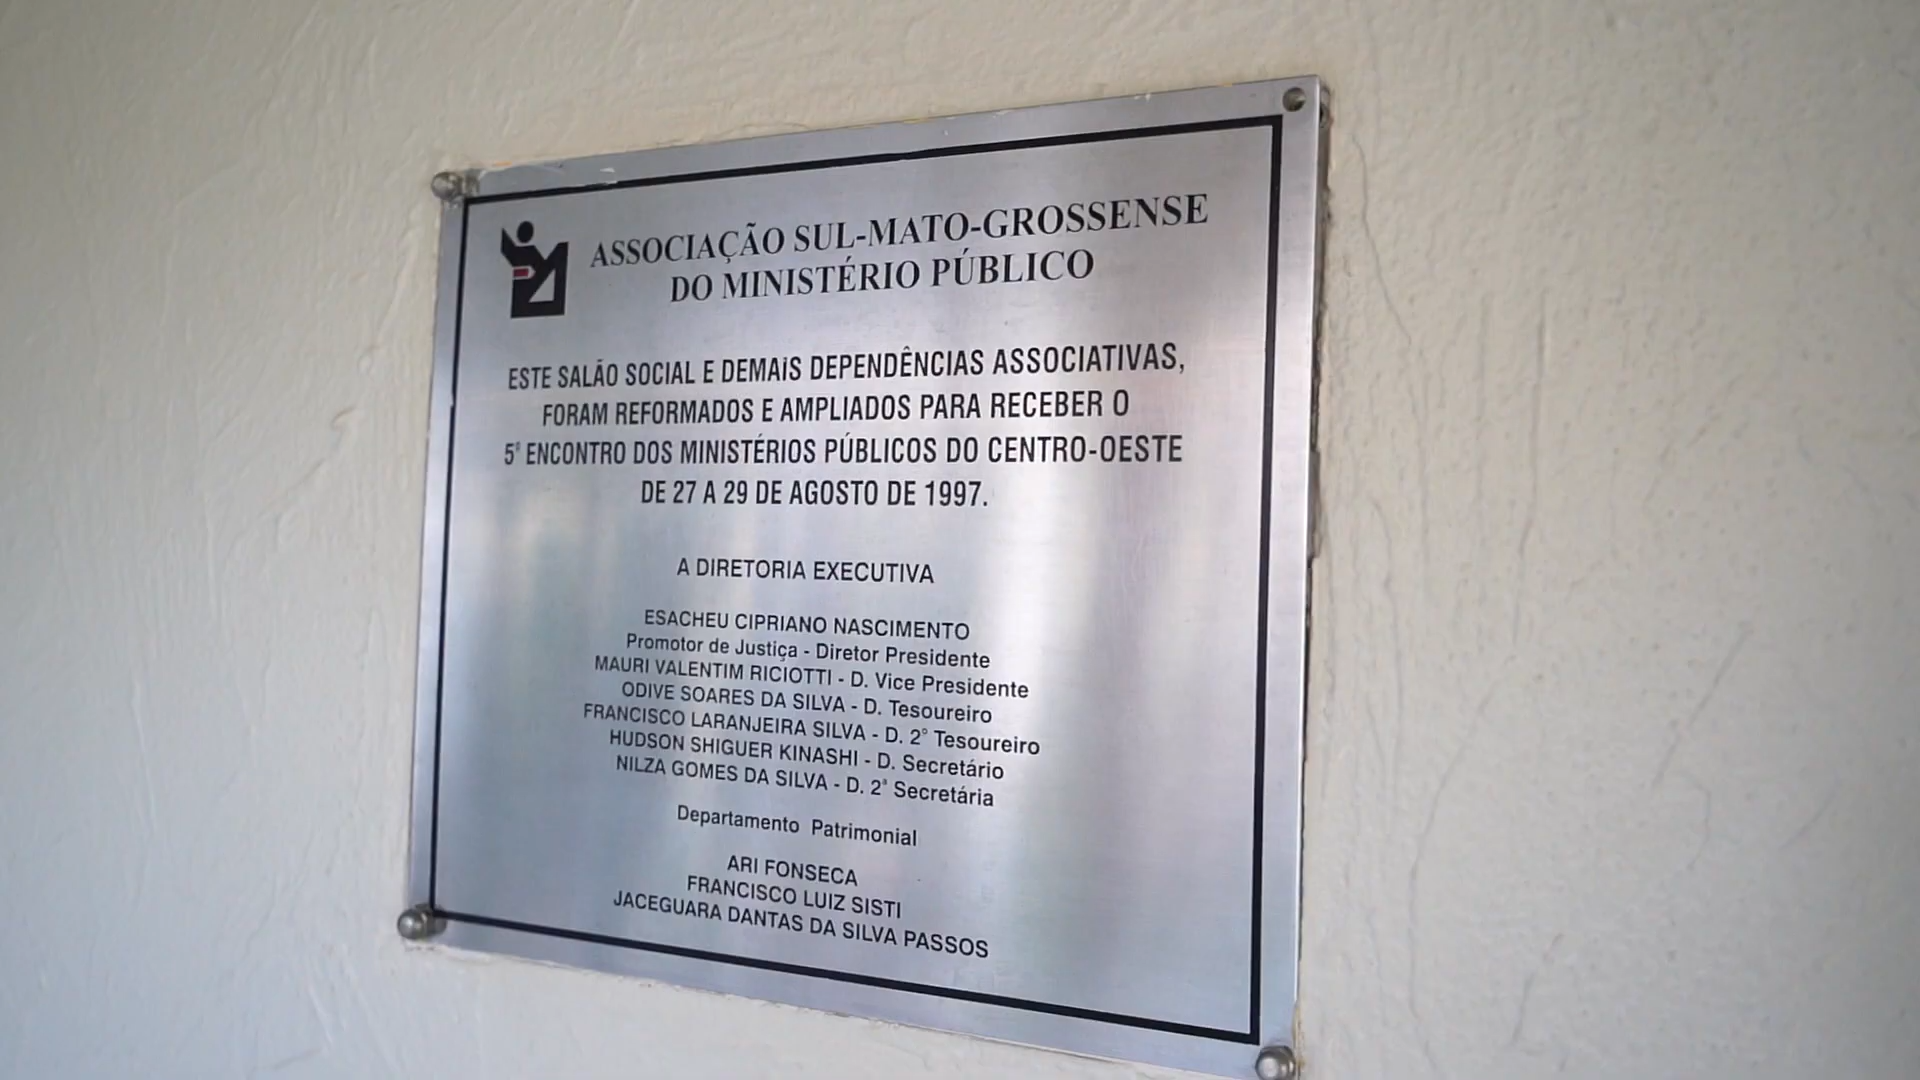 ASSOCIAÇÃO SUL-MATO-GROSSENSE
DO MINISTÉRIO PÚBLICO
ESTE SALÃO SOCIAL E DEMAIS DEPENDÊNCIAS ASSOCIATIVAS,
FORAM REFORMADOS E AMPLIADOS PARA RECEBER O
5º ENCONTRO DOS MINISTÉRIOS PÚBLICOS DO CENTRO-OESTE
DE 27 A 29 DE AGOSTO DE 1997.
A DIRETORIA EXECUTIVA
ESACHEU CIPRIANO NASCIMENTO
Promotor de Justiça - Diretor Presidente
MAURI VALENTIM RICIOTTI - D. Vice Presidente
ODIVE SOARES DA SILVA - D. Tesoureiro
FRANCISCO LARANJEIRA SILVA - D. 2º Tesoureiro
HUDSON SHIGUER KINASHI - D. Secretário
NILZA GOMES DA SILVA - D. 2ª Secretária
Departamento Patrimonial
ARI FONSECA
FRANCISCO LUIZ SISTI
JACEGUARA DANTAS DA SILVA PASSOS